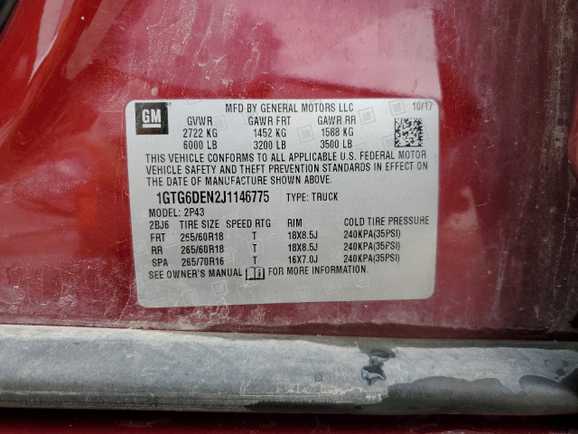 GM
MFD BY GENERAL MOTORS LLC 10/17
GVWR GAWR FRT GAWR RR
2722 KG 1452 KG 1588 KG
6000 LB 3200 LB 3500 LB
THIS VEHICLE CONFORMS TO ALL APPLICABLE U.S. FEDERAL MOTOR
VEHICLE SAFETY AND THEFT PREVENTION STANDARDS IN EFFECT ON
THE DATE OF MANUFACTURE SHOWN ABOVE.
1GTG6DEN2J1146775 TYPE: TRUCK
MODEL: 2P43
2BJ6 TIRE SIZE SPEED RTG RIM COLD TIRE PRESSURE
FRT 265/60R18 T 18X8.5J 240KPA(35PSI)
RR 265/60R18 T 18X8.5J 240KPA(35PSI)
SPA 265/70R16 T 16X7.0J 240KPA(35PSI)
SEE OWNER'S MANUAL FOR MORE INFORMATION.